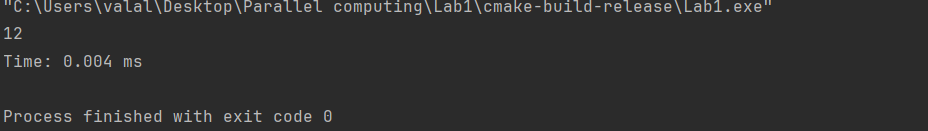 "C:\Users\valal\Desktop\Parallel computing\Lab1\cmake-build-release\Lab1.exe"
12
Time: 0.004 ms
Process finished with exit code 0